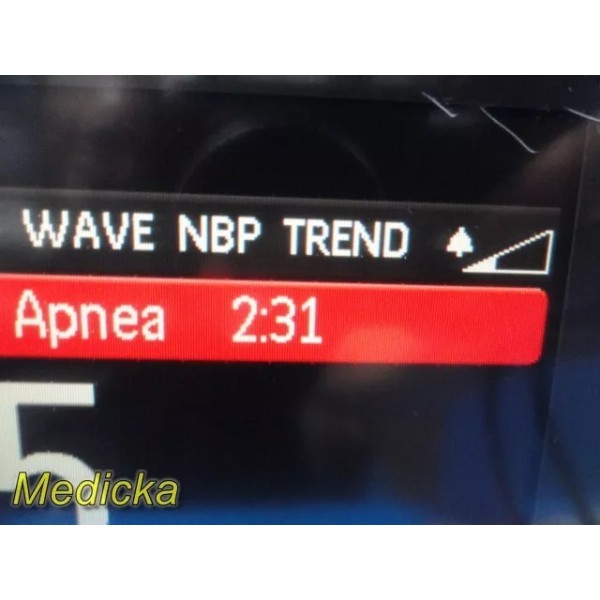 WAVE NBP TREND
Apnea 2:31
5
Medicka